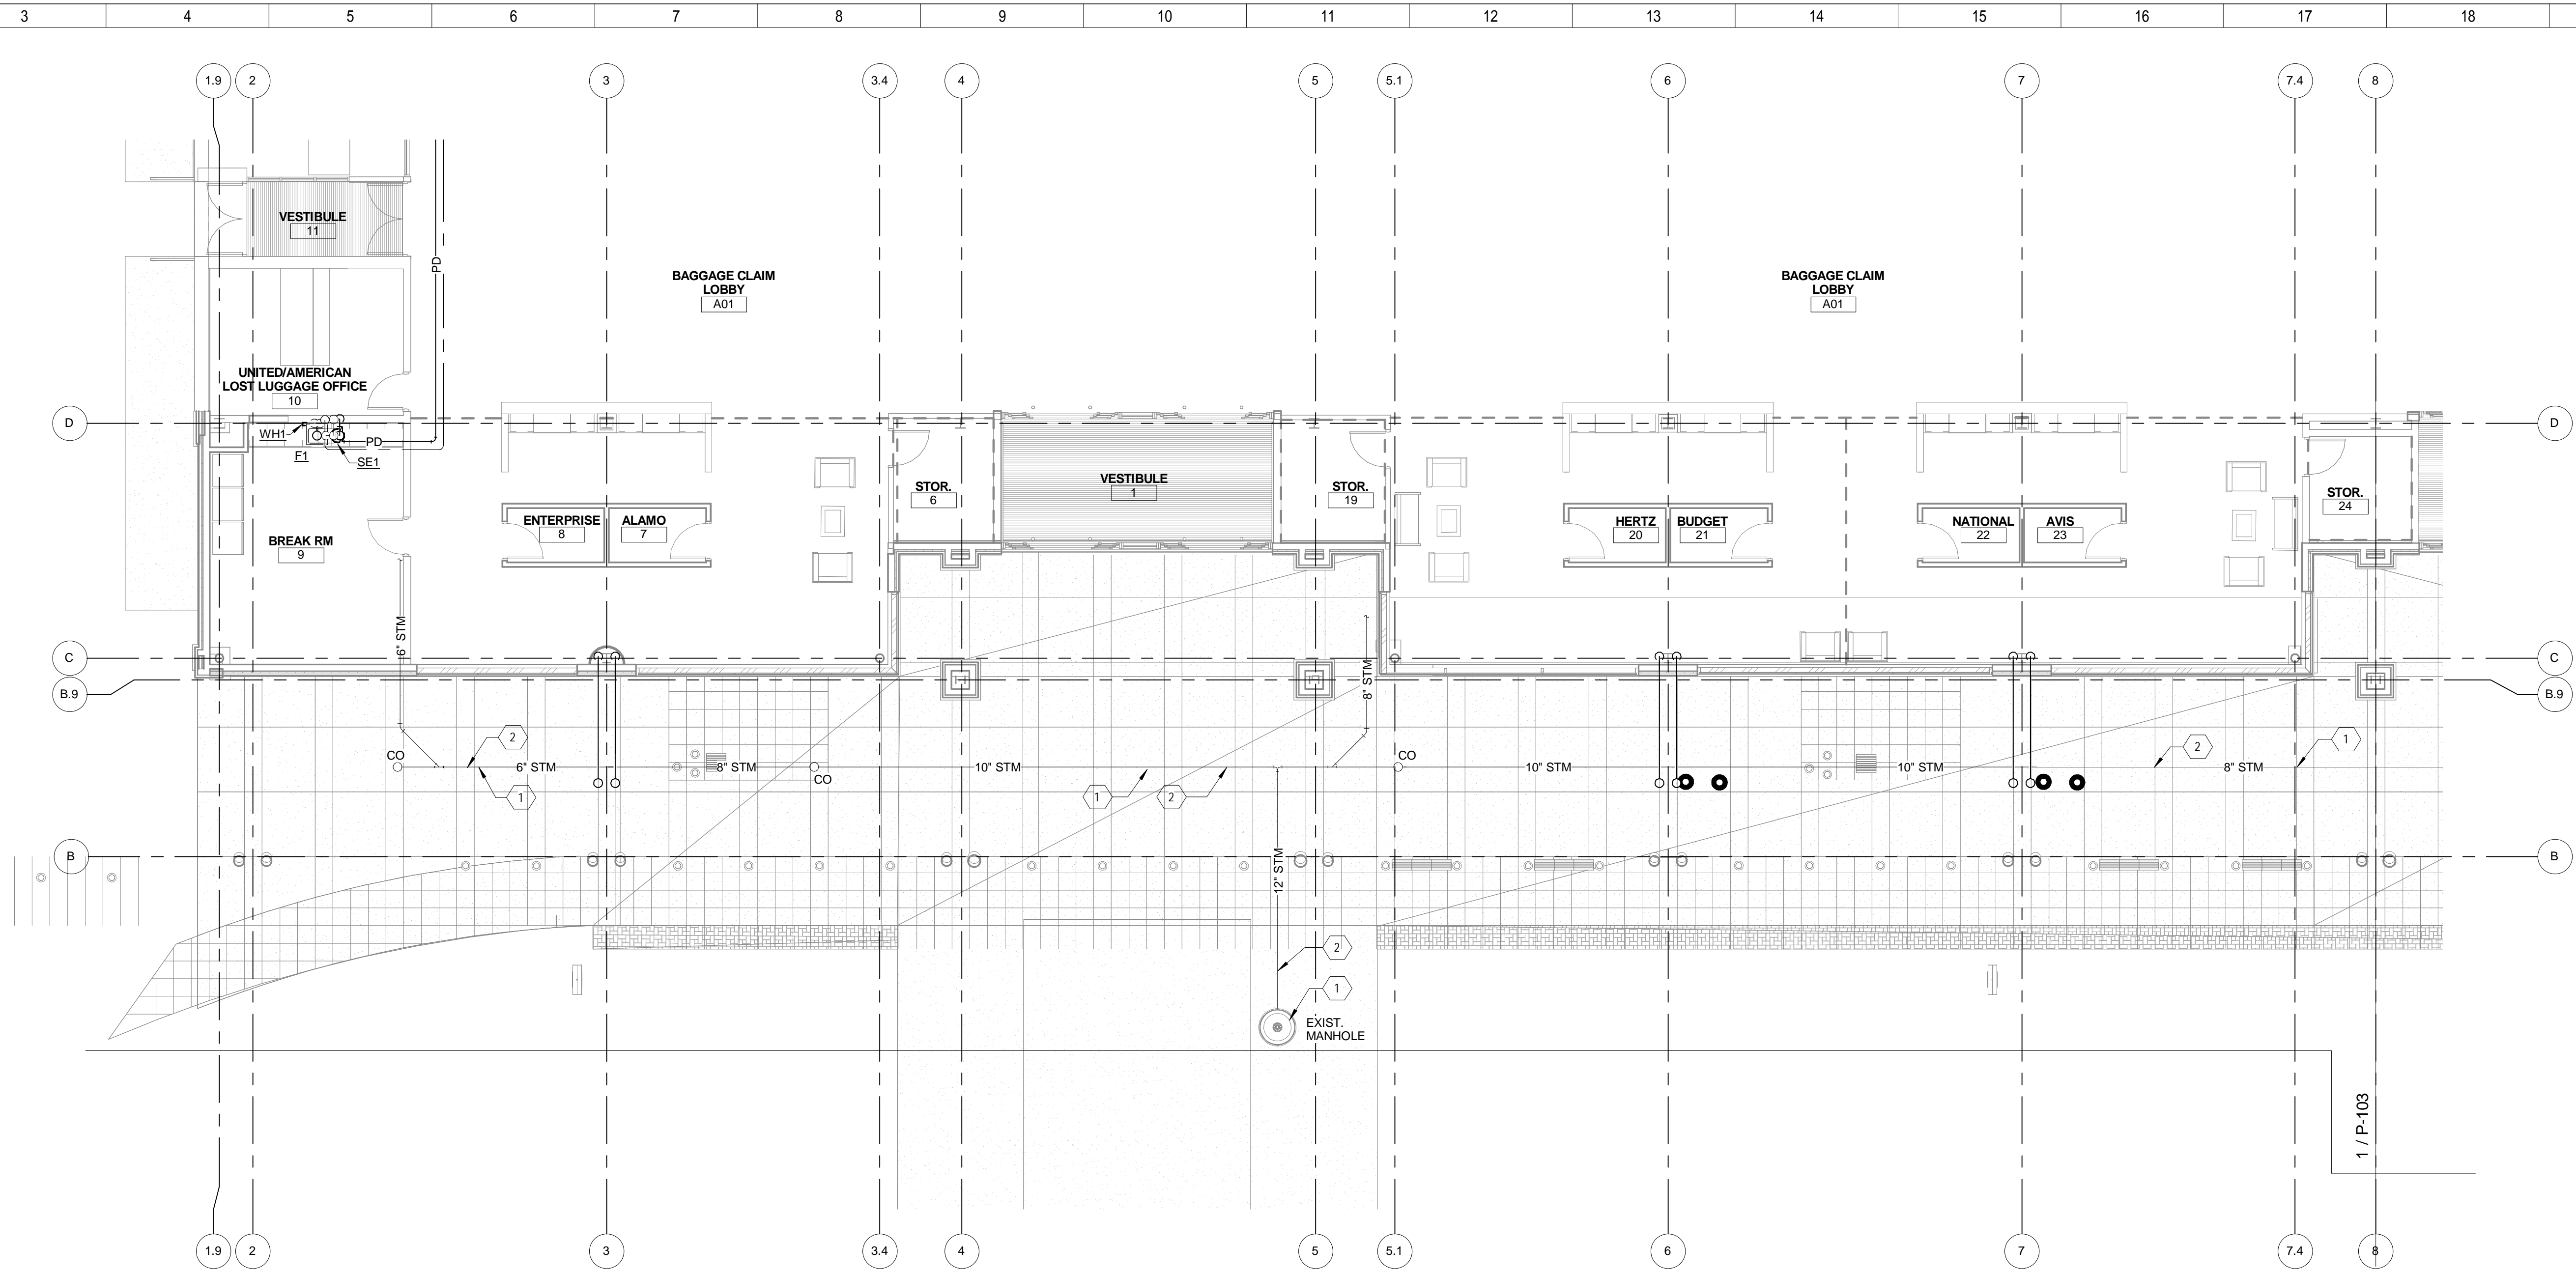 3 4 5 6 7 8 9 10 11 12 13 14 15 16 17 18
1.9 2 3 3.4 4 5 5.1 6 7 7.4 8
VESTIBULE
11
PD
BAGGAGE CLAIM
LOBBY
A01
BAGGAGE CLAIM
LOBBY
A01
UNITED/AMERICAN
LOST LUGGAGE OFFICE
10
D
D
WH1
PD
F1
SE1
STOR.
6
VESTIBULE
1
STOR.
19
STOR.
24
ENTERPRISE
8
ALAMO
7
HERTZ
20
BUDGET
21
NATIONAL
22
AVIS
23
BREAK RM
9
6" STM
8" STM
C
C
B.9
B.9
2
2
1
CO
6" STM
8" STM
CO
10" STM
CO
10" STM
10" STM
8" STM
1
1
2
B
B
12" STM
2
1
EXIST.
MANHOLE
1 / P-103
1.9 2 3 3.4 4 5 5.1 6 7 7.4 8